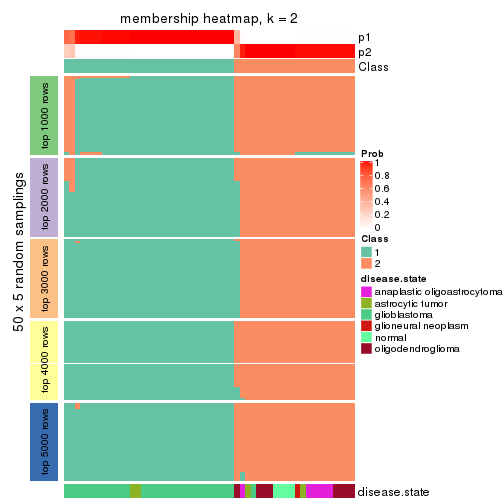 membership heatmap, k = 2
p1
p2
Class
50 x 5 random samplings
top 1000 rows
top 2000 rows
top 3000 rows
top 4000 rows
top 5000 rows
Prob
1
0.8
0.6
0.4
0.2
0
Class
1
2
disease.state
anaplastic oligoastrocytoma
astrocytic tumor
glioblastoma
glioneural neoplasm
normal
oligodendroglioma
disease.state